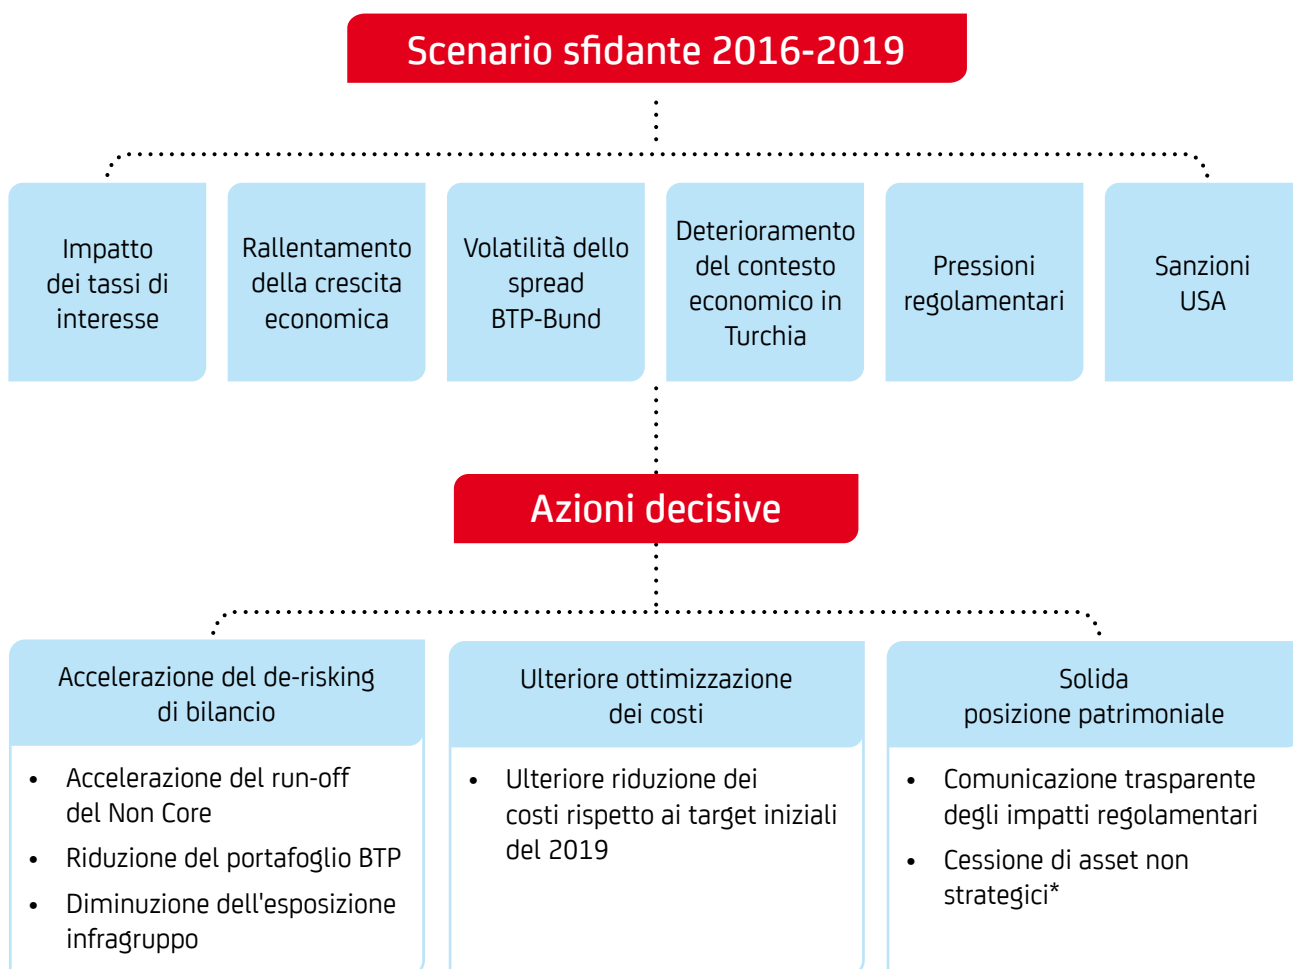 Scenario sfidante 2016-2019
Impatto
dei tassi di
interesse
Rallentamento
della crescita
economica
Volatilità dello
spread
BTP-Bund
Deterioramento
del contesto
economico in
Turchia
Pressioni
regolamentari
Sanzioni
USA
Azioni decisive
Accelerazione del de-risking
di bilancio
• Accelerazione del run-off
del Non Core
• Riduzione del portafoglio BTP
• Diminuzione dell'esposizione
infragruppo
Ulteriore ottimizzazione
dei costi
• Ulteriore riduzione dei
costi rispetto ai target iniziali
del 2019
Solida
posizione patrimoniale
• Comunicazione trasparente
degli impatti regolamentari
• Cessione di asset non
strategici*